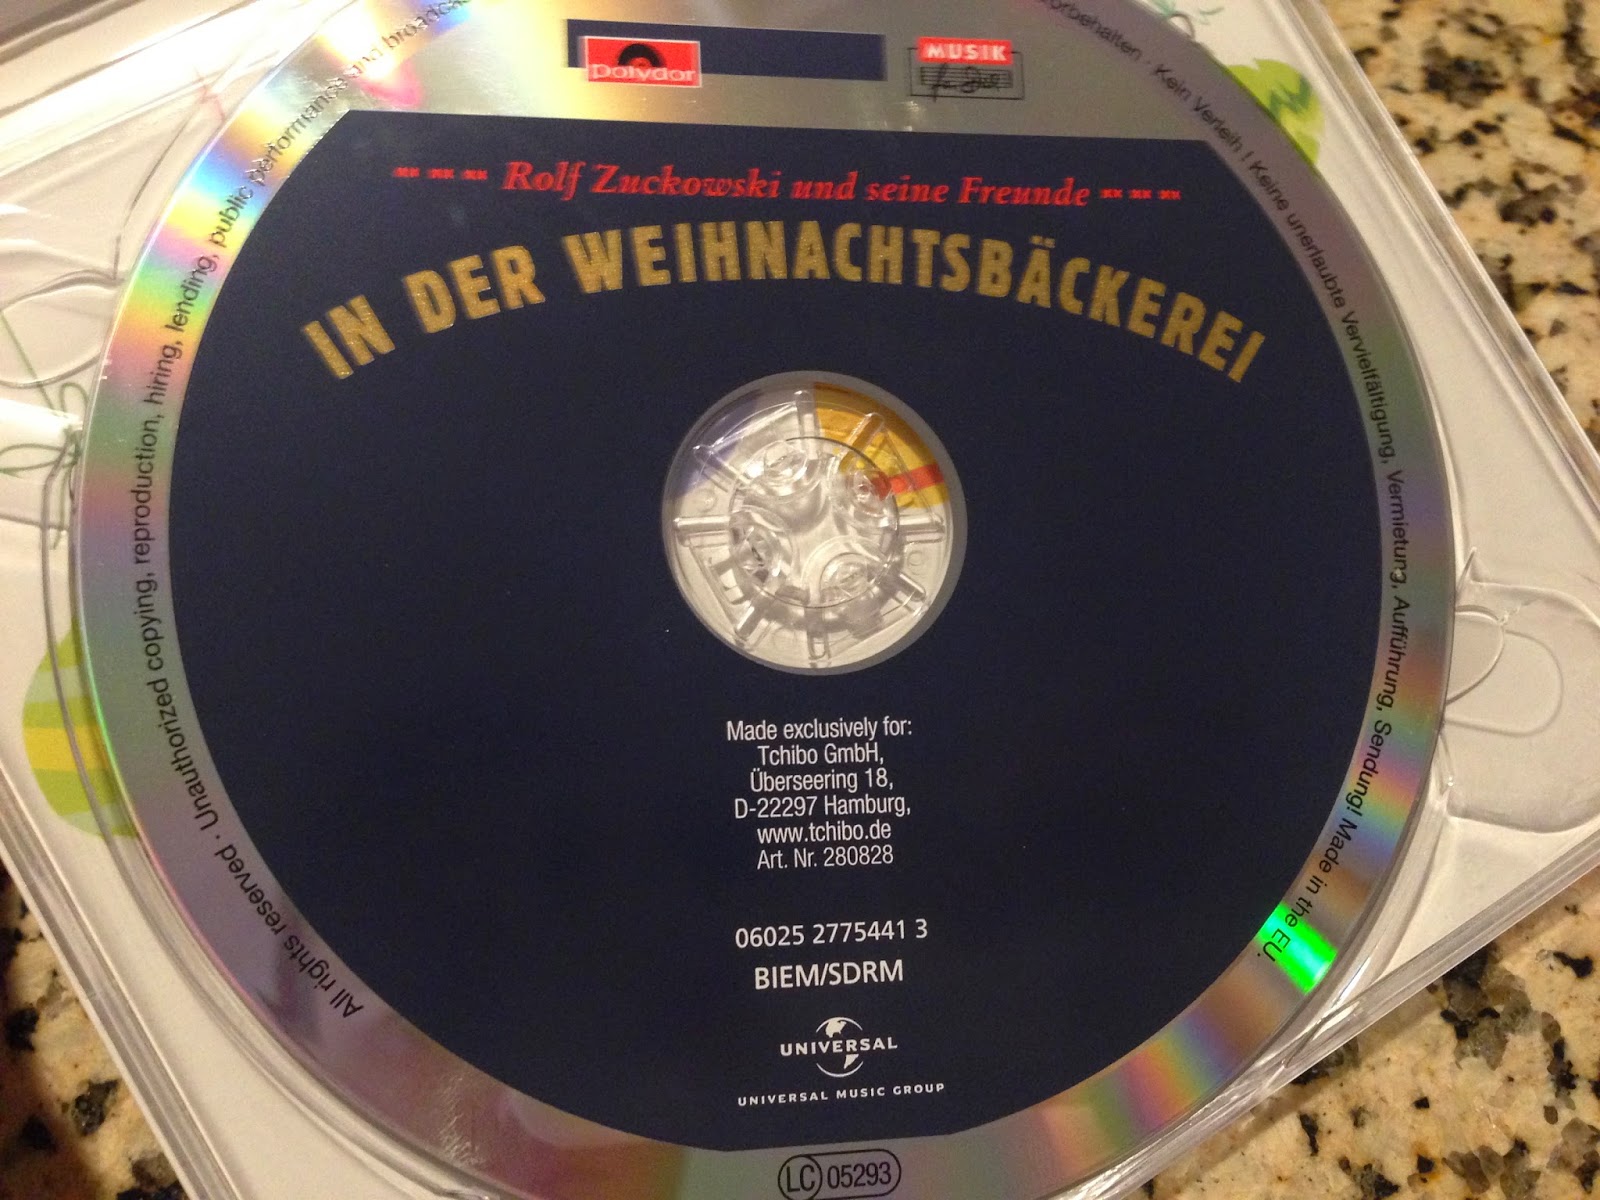 polydor
MUSIK
Rolf Zuckowski und seine Freunde
IN DER WEIHNACHTSBÄCKEREI
Made exclusively for:
Tchibo GmbH,
Überseering 18,
D-22297 Hamburg,
www.tchibo.de
Art. Nr. 280828
06025 2775441 3
BIEM/SDRM
UNIVERSAL
UNIVERSAL MUSIC GROUP
LC 05293
All rights reserved · Unauthorized copying, reproduction, hiring, lending, public performance and broadcas
orbehalten · Kein Verleih ! Keine unerlaubte Vervielfältigung, Vermietung, Aufführung, Sendung! Made in the EU.